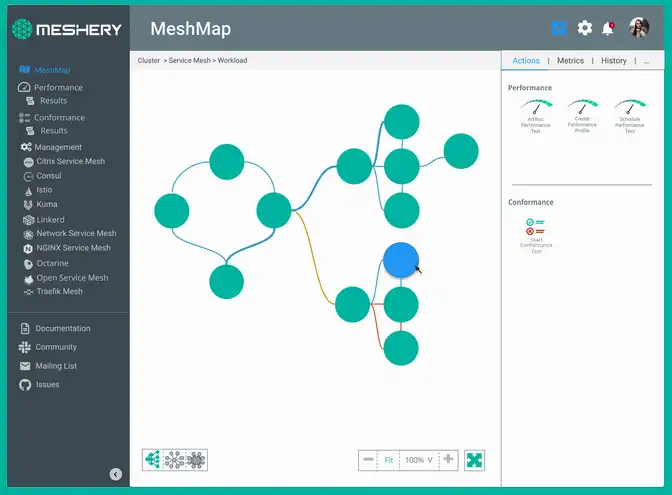 MESHERY
MeshMap
MeshMap
Performance
Results
Conformance
Results
Management
Citrix Service Mesh
Consul
Istio
Kuma
Linkerd
Network Service Mesh
NGINX Service Mesh
Octarine
Open Service Mesh
Traefik Mesh
Documentation
Community
Mailing List
Issues
Cluster > Service Mesh > Workload
Fit
100% V
Actions | Metrics | History | ...
Performance
Ad-hoc
Performance
Test
Create
Performance
Profile
Schedule
Performance
Test
Conformance
Start
Conformance
Test